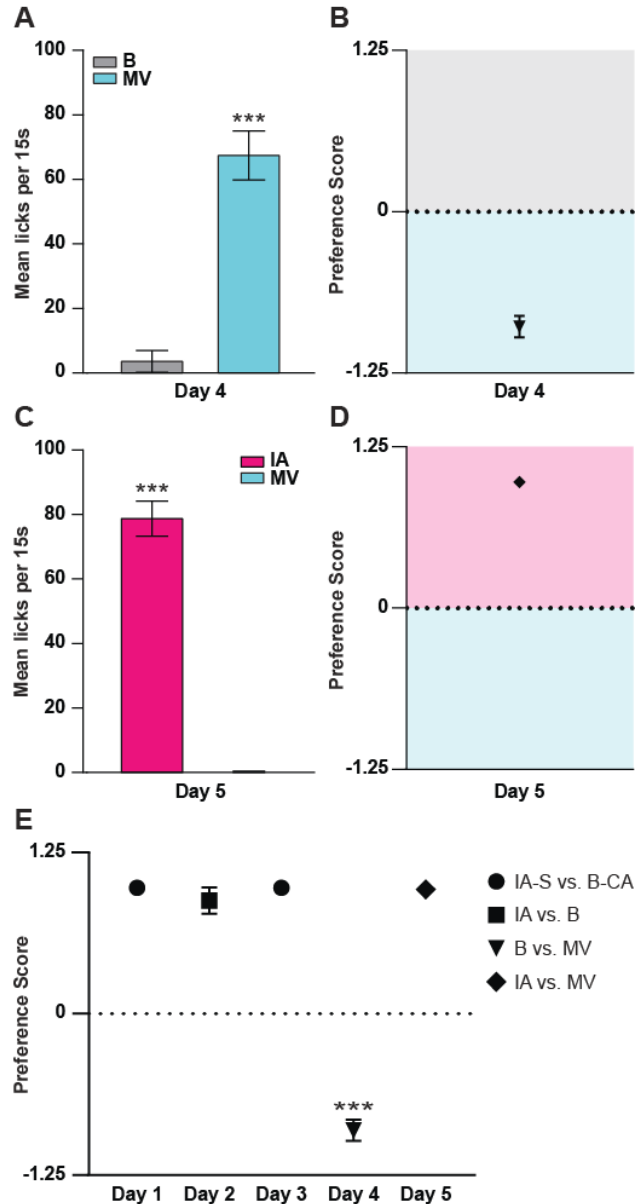 A
B
100
80
60
40
20
0
Mean licks per 15s
B
MV
***
Day 4
1.25
0
-1.25
Preference Score
Day 4
C
D
100
80
60
40
20
0
Mean licks per 15s
IA
MV
***
Day 5
1.25
0
-1.25
Preference Score
Day 5
E
1.25
0
-1.25
Preference Score
***
Day 1 Day 2 Day 3 Day 4 Day 5
IA-S vs. B-CA
IA vs. B
B vs. MV
IA vs. MV